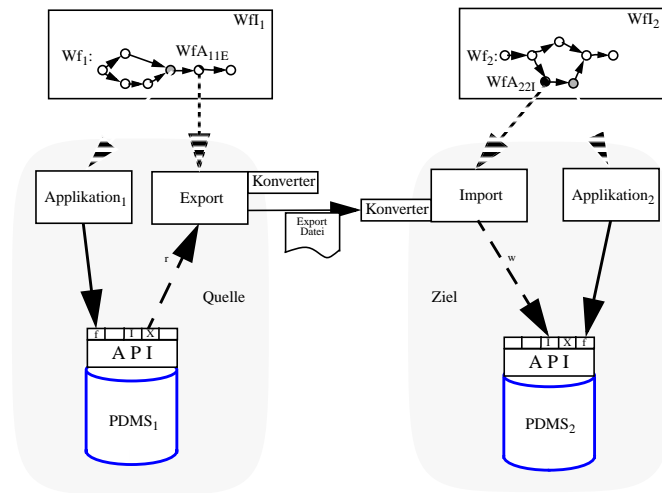 WfI1
WfI2
Wf1:
WfA11E
Wf2:
WfA22I
Applikation1
Export
Konverter
Konverter
Import
Applikation2
Export
Datei
r
w
Quelle
Ziel
f I X
I X f
A P I
A P I
PDMS1
PDMS2